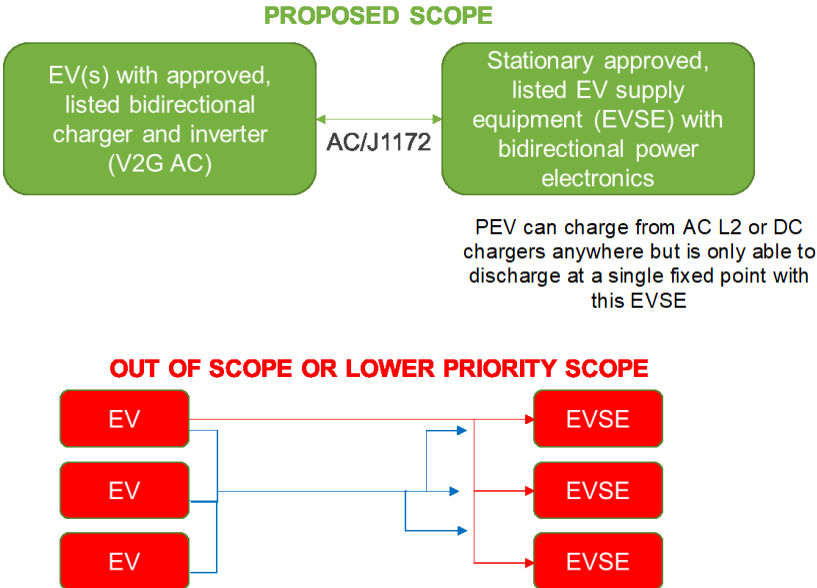 PROPOSED SCOPE
EV(s) with approved,
listed bidirectional
charger and inverter
(V2G AC)
AC/J1172
Stationary approved,
listed EV supply
equipment (EVSE) with
bidirectional power
electronics
PEV can charge from AC L2 or DC
chargers anywhere but is only able to
discharge at a single fixed point with
this EVSE
OUT OF SCOPE OR LOWER PRIORITY SCOPE
EV
EVSE
EV
EVSE
EV
EVSE